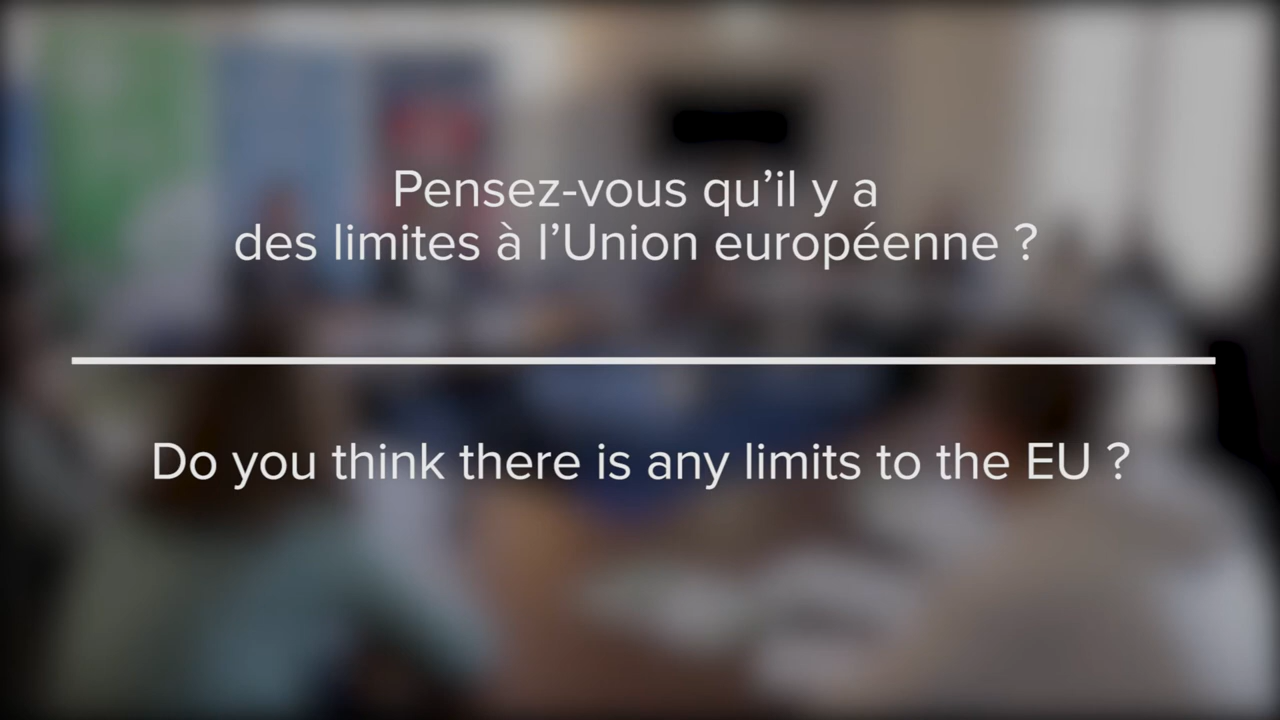 Pensez-vous qu’il y a
des limites à l’Union européenne ?
Do you think there is any limits to the EU ?